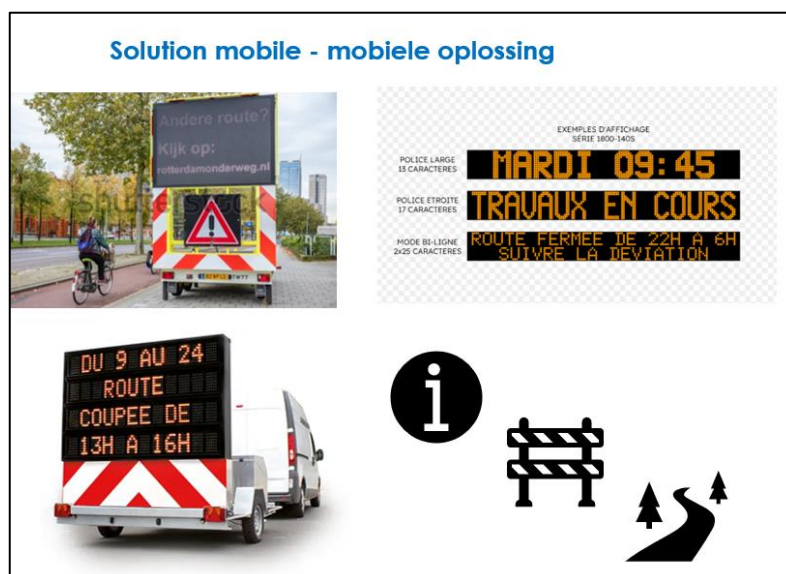 Solution mobile - mobiele oplossing
Andere route?
Kijk op:
rotterdamonderweg.nl
shutterstock
EXEMPLES D'AFFICHAGE
SÉRIE 1800-140S
POLICE LARGE
13 CARACTERES
MARDI 09:45
POLICE ETROITE
17 CARACTERES
TRAVAUX EN COURS
MODE BI-LIGNE
2x25 CARACTERES
ROUTE FERMEE DE 22H A 6H
SUIVRE LA DEVIATION
DU 9 AU 24
ROUTE
COUPEE DE
13H A 16H
i